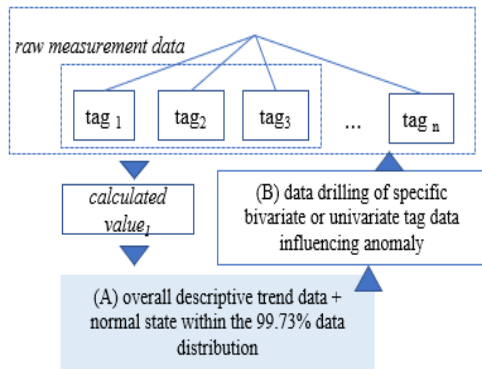 raw measurement data
tag 1 tag2 tag3 ... tag n
calculated
value1
(B) data drilling of specific
bivariate or univariate tag data
influencing anomaly
(A) overall descriptive trend data +
normal state within the 99.73% data
distribution